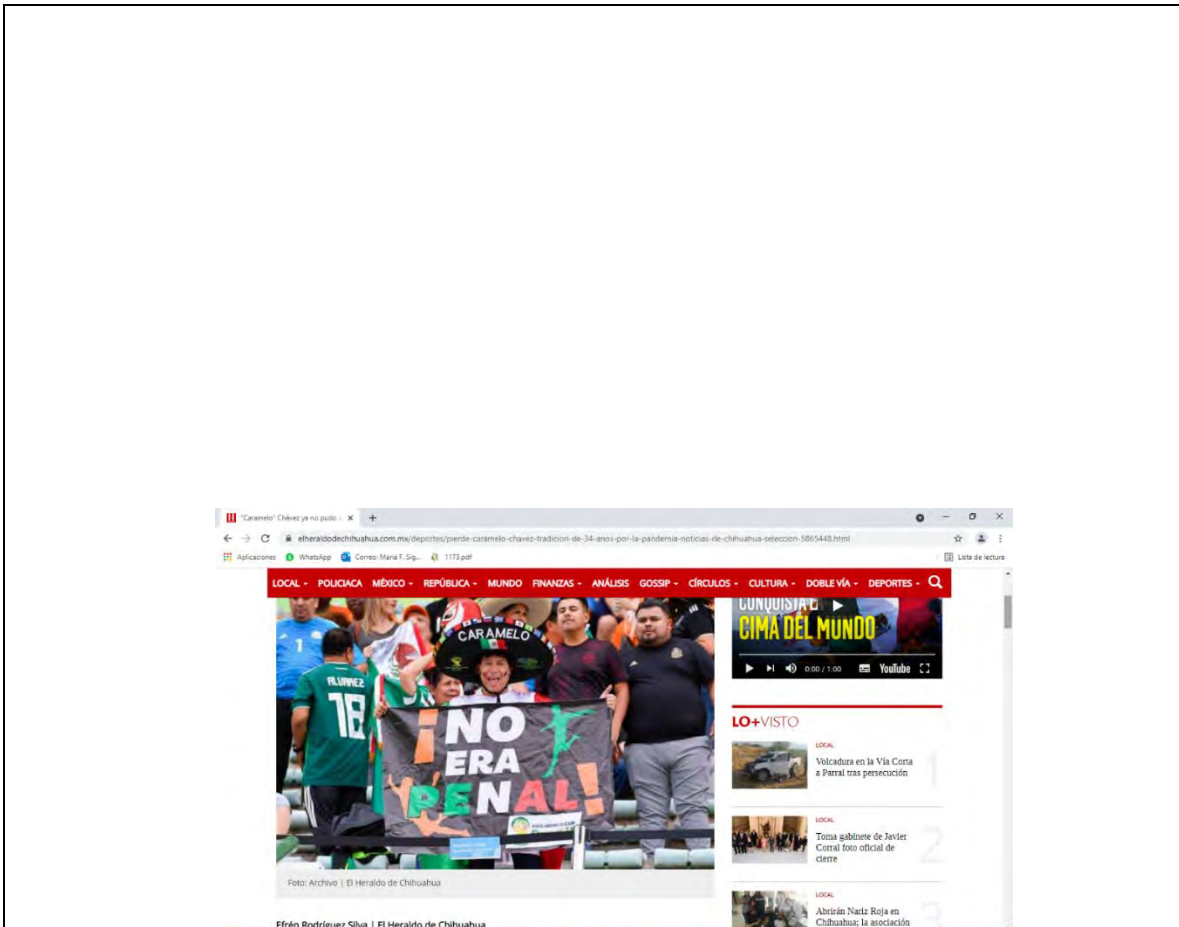 "Caramelo" Chávez ya no pudo
elheraldodechihuahua.com.mx/deportes/pierde-caramelo-chavez-tradicion-de-34-anos-por-la-pandemia-noticias-de-chihuahua-seleccion-5865448.html
Aplicaciones WhatsApp Correo: Maria F. Sig... 1173.pdf Lista de lectura
LOCAL POLICIACA MÉXICO REPÚBLICA MUNDO FINANZAS ANÁLISIS GOSSIP CÍRCULOS CULTURA DOBLE VÍA DEPORTES
CARAMELO
1
ALVAREZ
18
¡NO
ERA
PENAL!
Foto: Archivo | El Heraldo de Chihuahua
Efrén Rodríguez Silva | El Heraldo de Chihuahua
CONQUISTA E
CIMA DEL MUNDO
0:00 / 1:00 YouTube
LO+VISTO
LOCAL
Volcadura en la Vía Corta
a Parral tras persecución
1
LOCAL
Toma gabinete de Javier
Corral foto oficial de
cierre
2
LOCAL
Abrirán Nariz Roja en
Chihuahua; la asociación
3